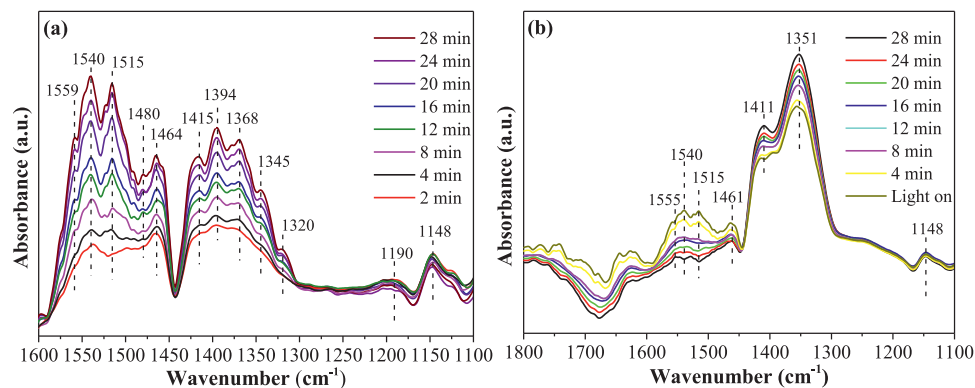 (a)
1559
1540
1515
1480
1464
1415
1394
1368
1345
1320
1190
1148
28 min
24 min
20 min
16 min
12 min
8 min
4 min
2 min
Absorbance (a.u.)
1600 1550 1500 1450 1400 1350 1300 1250 1200 1150 1100
Wavenumber (cm⁻¹)
(b)
1555
1540
1515
1461
1411
1351
1148
28 min
24 min
20 min
16 min
12 min
8 min
4 min
Light on
Absorbance (a.u.)
1800 1700 1600 1500 1400 1300 1200 1100
Wavenumber (cm⁻¹)